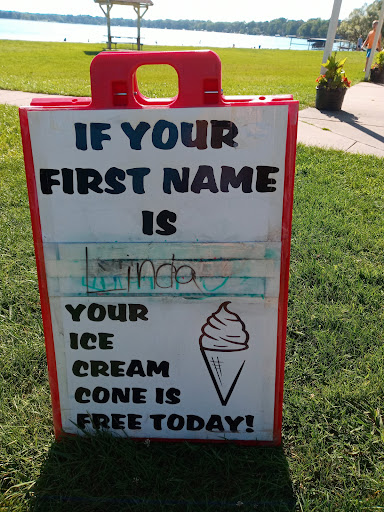 IF YOUR
FIRST NAME
IS
Linda
YOUR
ICE
CREAM
CONE IS
FREE TODAY!